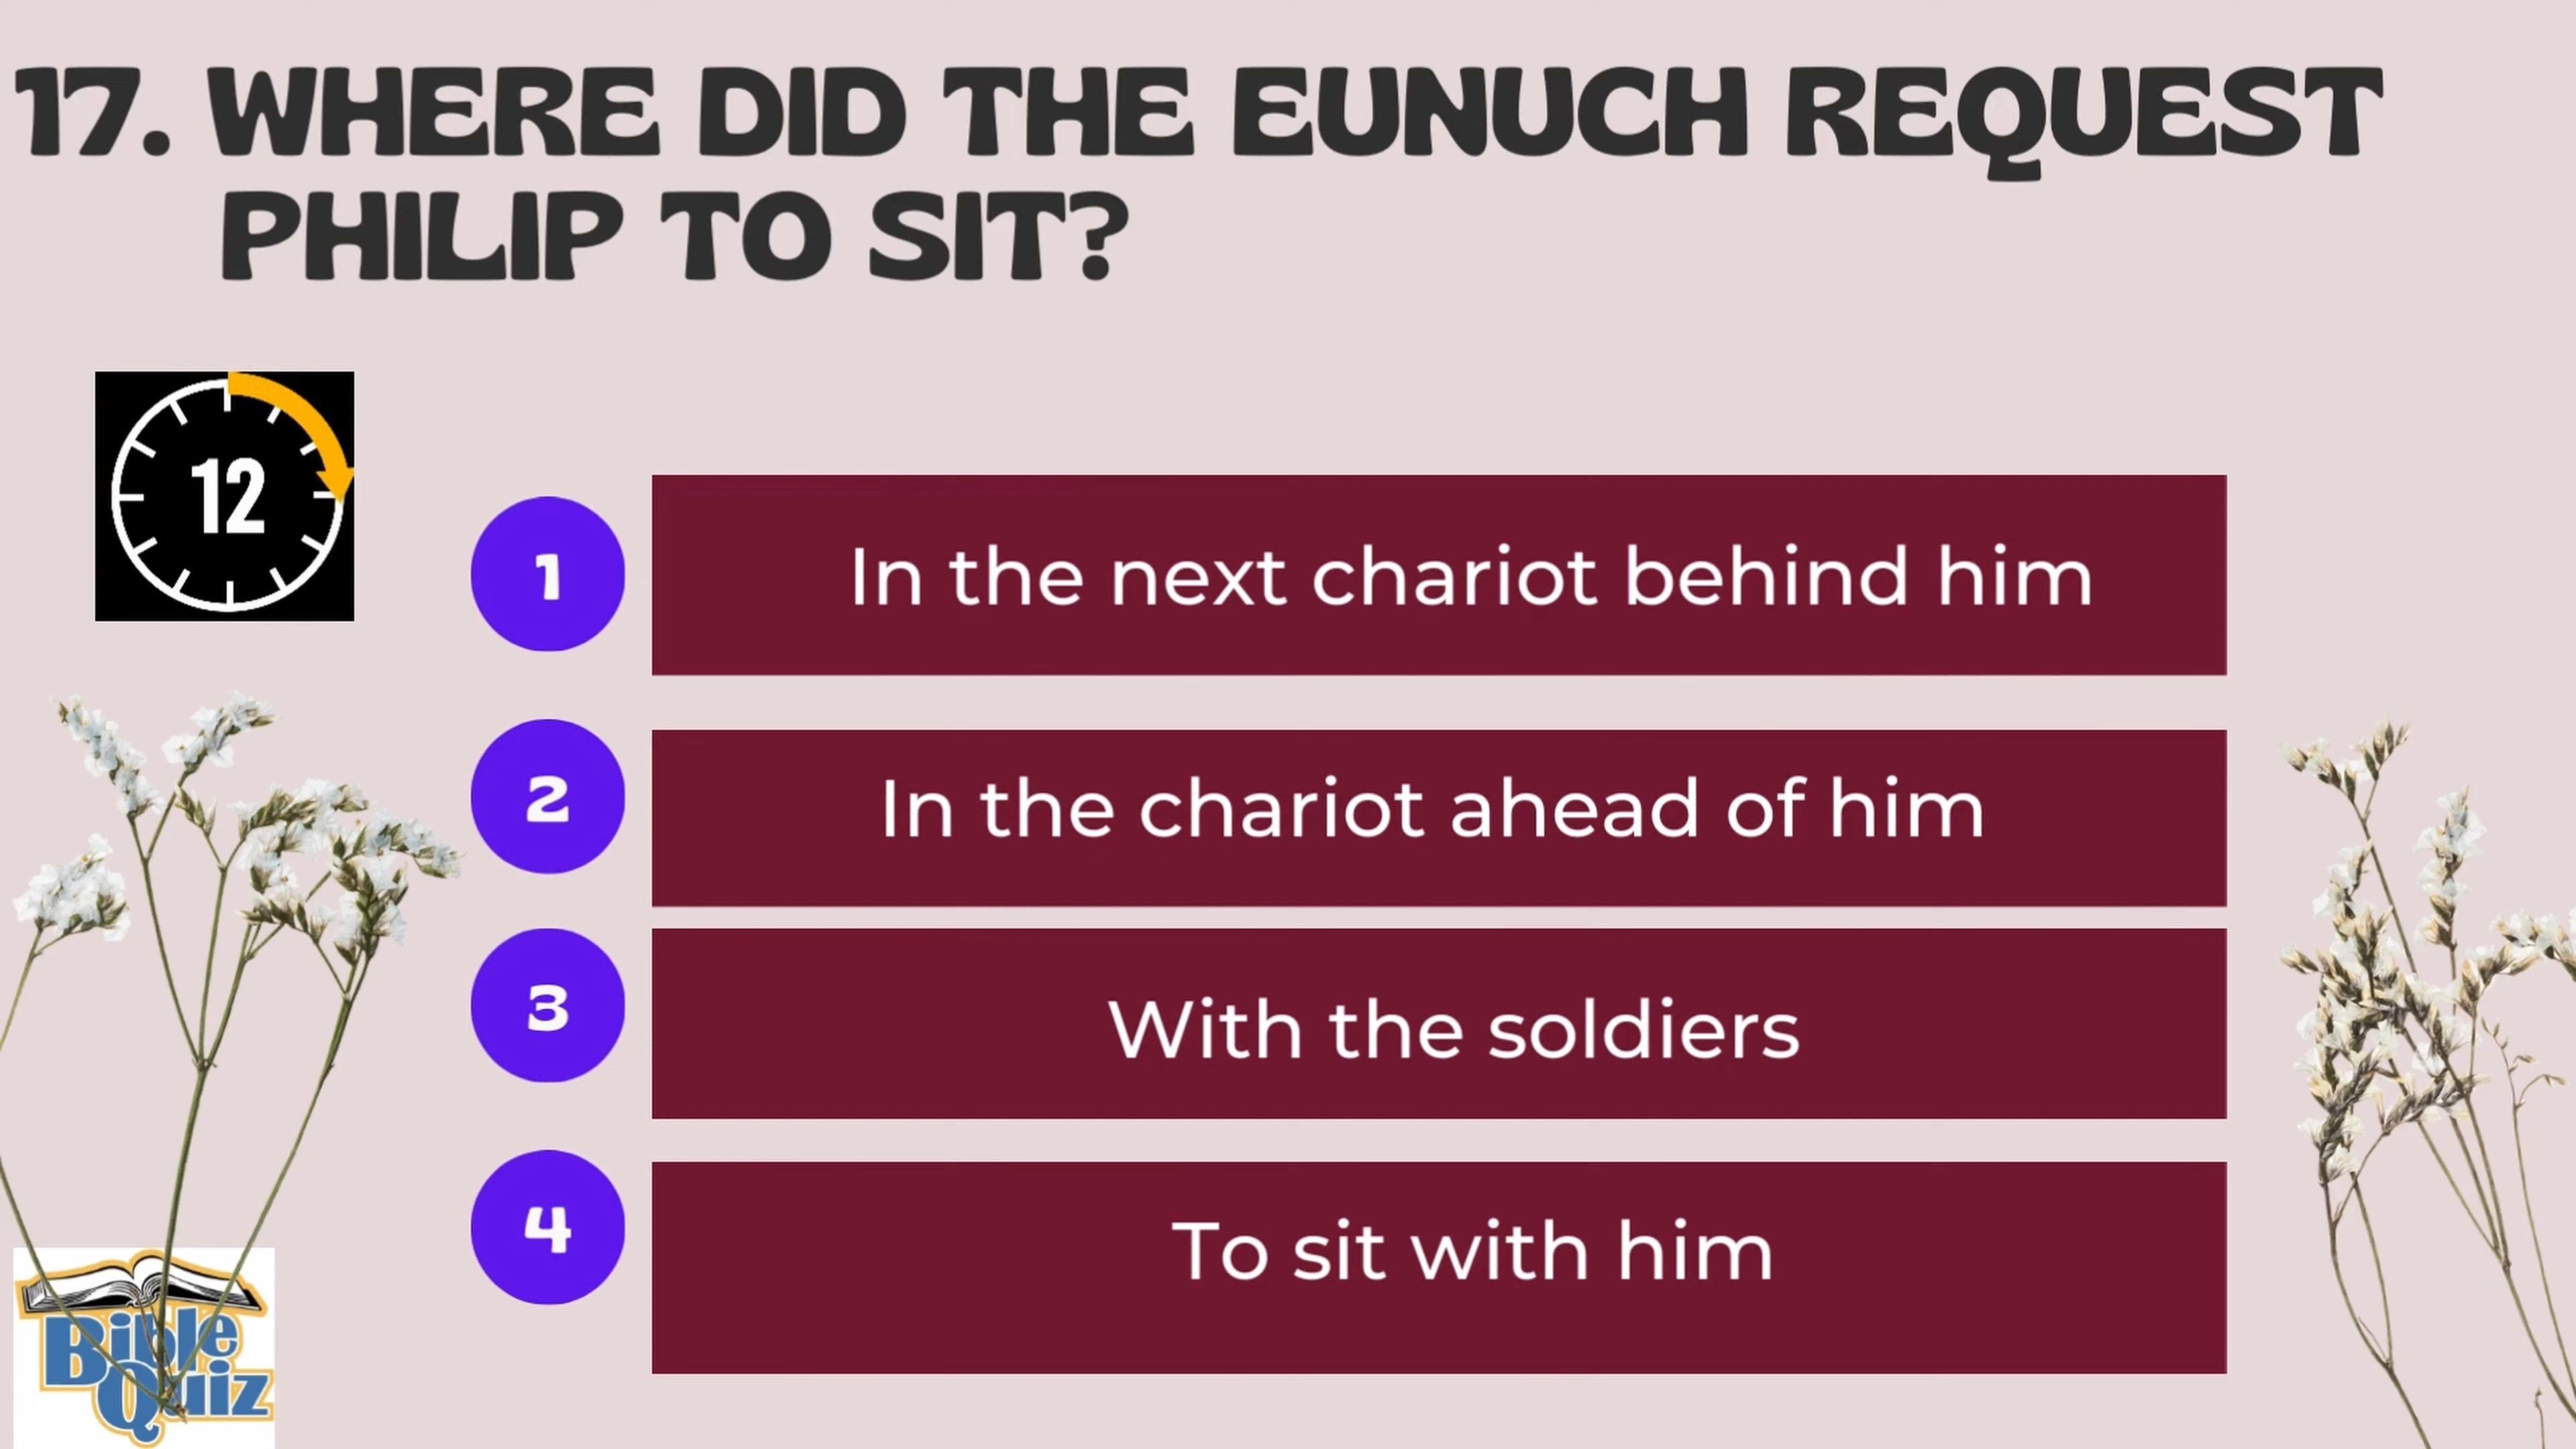 17. WHERE DID THE EUNUCH REQUEST
PHILIP TO SIT?
12
1
In the next chariot behind him
2
In the chariot ahead of him
3
With the soldiers
4
To sit with him
Bible
Quiz